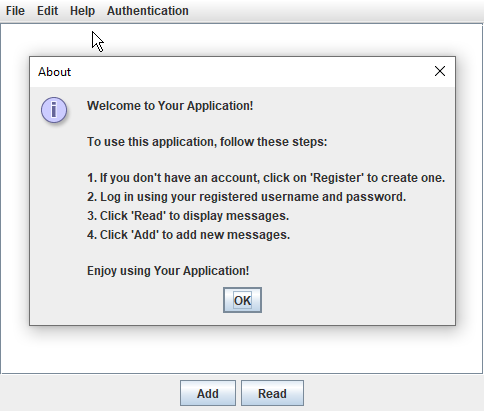 File Edit Help Authentication
About
Welcome to Your Application!
To use this application, follow these steps:
1. If you don't have an account, click on 'Register' to create one.
2. Log in using your registered username and password.
3. Click 'Read' to display messages.
4. Click 'Add' to add new messages.
Enjoy using Your Application!
OK
Add Read